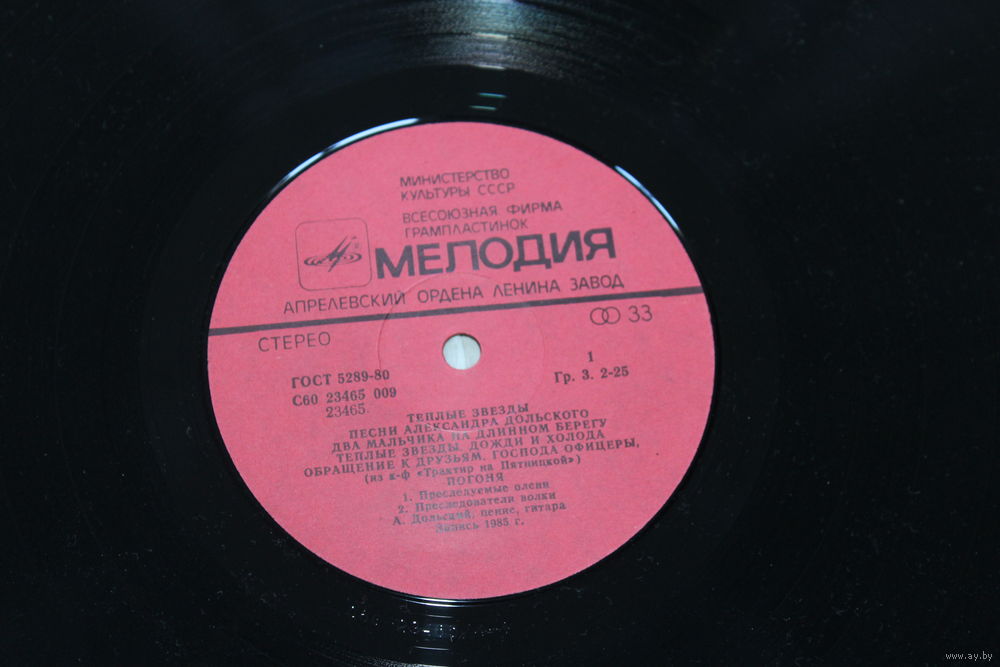 МИНИСТЕРСТВО
КУЛЬТУРЫ СССР
ВСЕСОЮЗНАЯ ФИРМА
ГРАМПЛАСТИНОК
МЕЛОДИЯ
АПРЕЛЕВСКИЙ ОРДЕНА ЛЕНИНА ЗАВОД
СТЕРЕО
33
ГОСТ 5289-80
С60 23465 009
23465
1
Гр. 3. 2-25
ТЕПЛЫЕ ЗВЕЗДЫ
ПЕСНИ АЛЕКСАНДРА ДОЛЬСКОГО
ДВА МАЛЬЧИКА НА ДЛИННОМ БЕРЕГУ
ТЕПЛЫЕ ЗВЕЗДЫ, ДОЖДИ И ХОЛОДА
ОБРАЩЕНИЕ К ДРУЗЬЯМ, ГОСПОДА ОФИЦЕРЫ,
(из к-ф «Трактир на Пятницкой»)
ПОГОНЯ
1. Преследуемые олени
2. Преследователи волки
А. Дольский, пение, гитара
Запись 1985 г.
www.ay.by